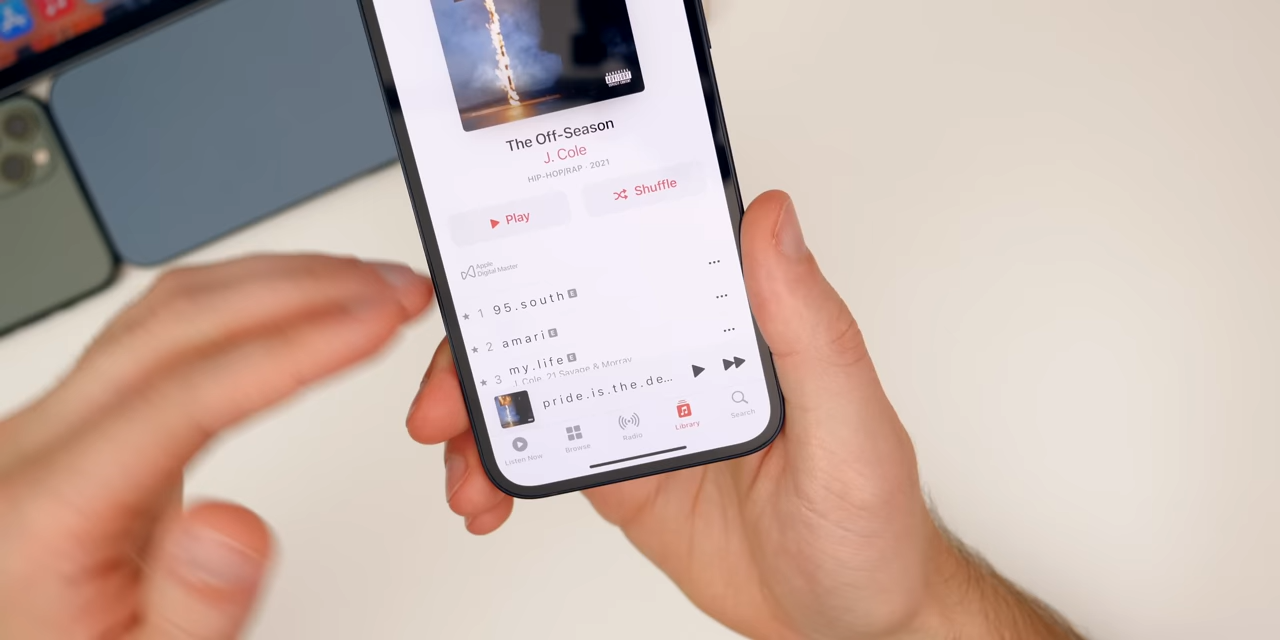 The Off-Season
J. Cole
HIP-HOP/RAP · 2021
Play
Shuffle
Apple
Digital Master
★ 1 95.south E
★ 2 amari E
★ 3 my.life E
J. Cole, 21 Savage & Morray
pride.is.the.de...
Listen Now
Browse
Radio
Library
Search